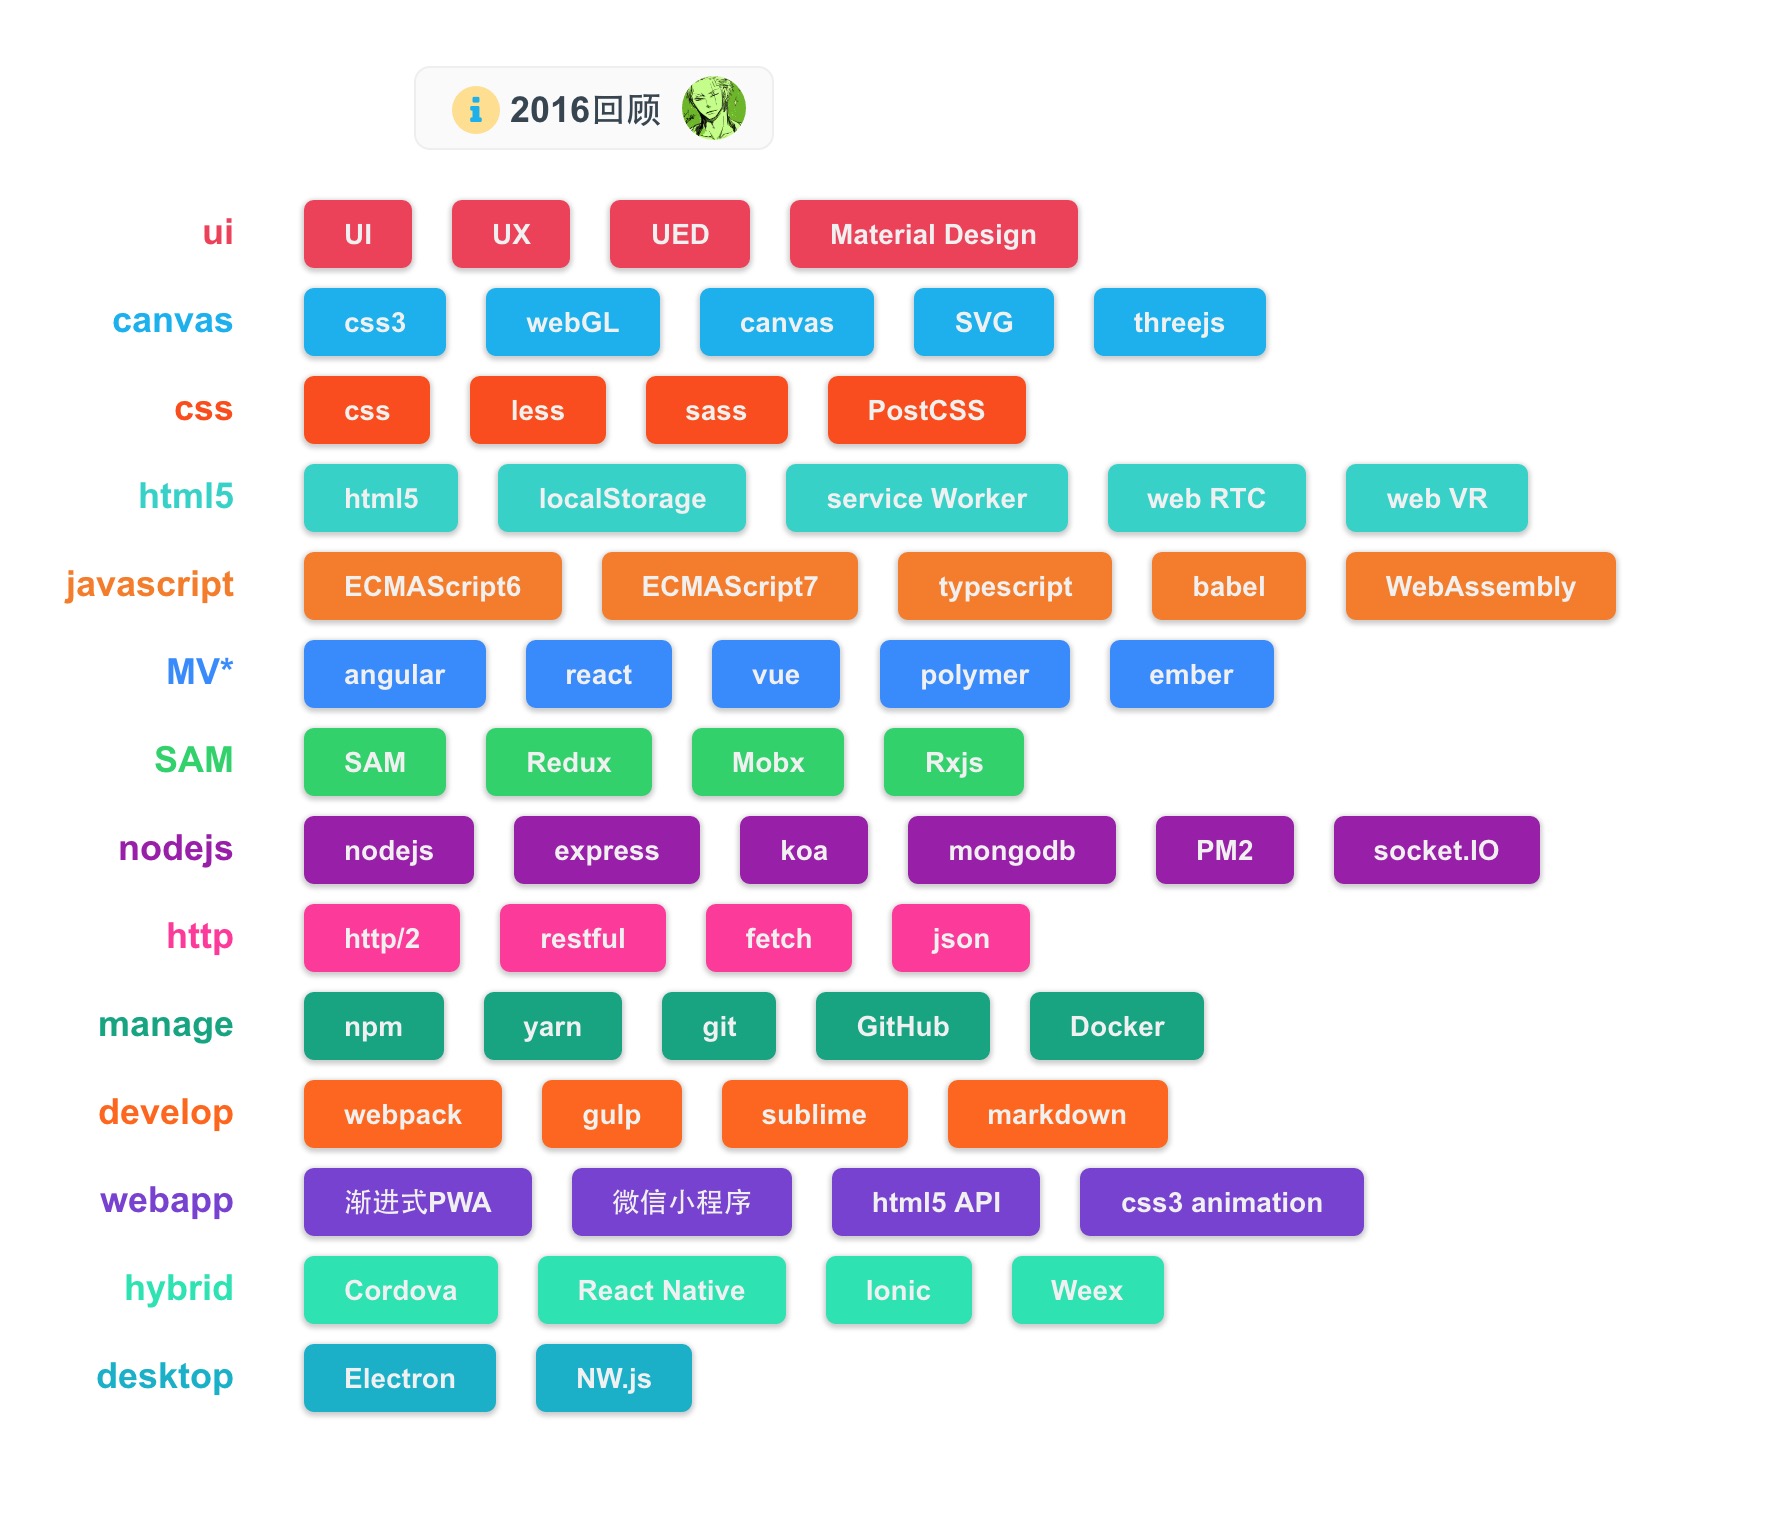 2016回顾
ui UI UX UED Material Design
canvas css3 webGL canvas SVG threejs
css css less sass PostCSS
html5 html5 localStorage service Worker web RTC web VR
javascript ECMAScript6 ECMAScript7 typescript babel WebAssembly
MV* angular react vue polymer ember
SAM SAM Redux Mobx Rxjs
nodejs nodejs express koa mongodb PM2 socket.IO
http http/2 restful fetch json
manage npm yarn git GitHub Docker
develop webpack gulp sublime markdown
webapp 渐进式PWA 微信小程序 html5 API css3 animation
hybrid Cordova React Native Ionic Weex
desktop Electron NW.js